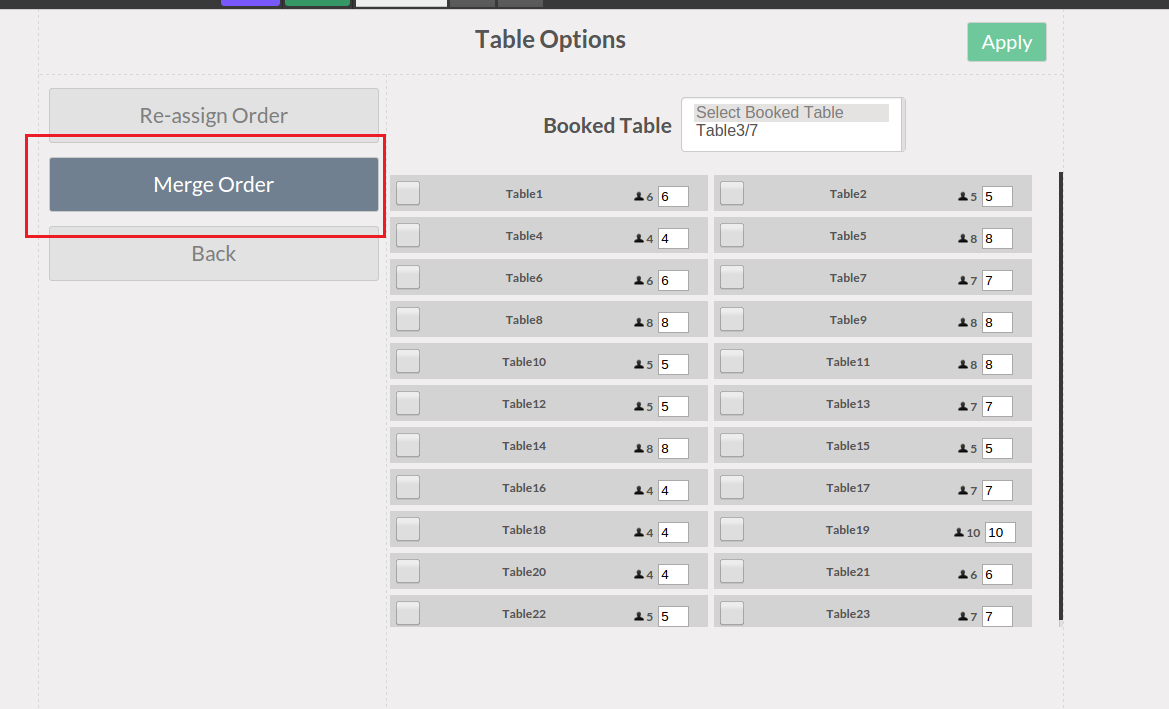 Table Options
Apply
Re-assign Order
Merge Order
Back
Booked Table
Select Booked Table
Table3/7
Table1 6 6
Table2 5 5
Table4 4 4
Table5 8 8
Table6 6 6
Table7 7 7
Table8 8 8
Table9 8 8
Table10 5 5
Table11 8 8
Table12 5 5
Table13 7 7
Table14 8 8
Table15 5 5
Table16 4 4
Table17 7 7
Table18 4 4
Table19 10 10
Table20 4 4
Table21 6 6
Table22 5 5
Table23 7 7